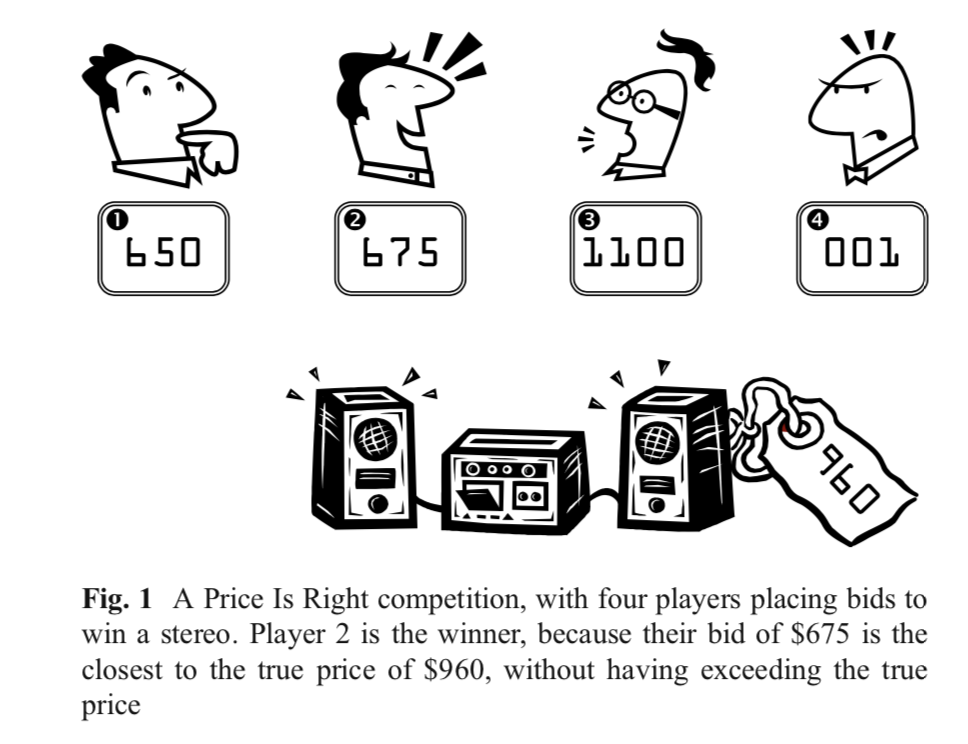 1 2 3 4
650 675 1100 001
960
Fig. 1 A Price Is Right competition, with four players placing bids to
win a stereo. Player 2 is the winner, because their bid of $675 is the
closest to the true price of $960, without having exceeding the true
price